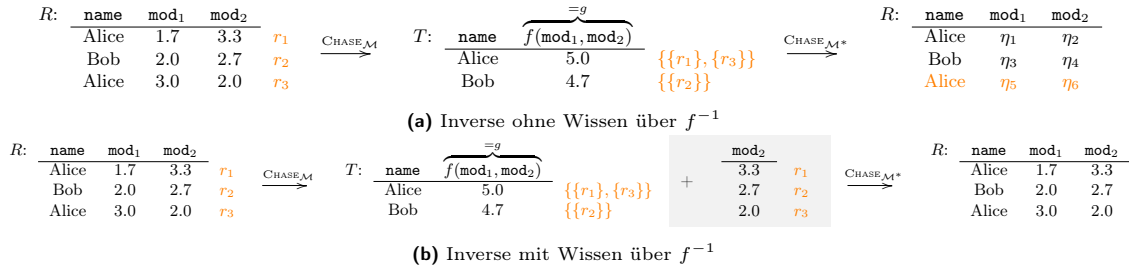 =g
R: name mod₁ mod₂ T: name f(mod₁, mod₂) R: name mod₁ mod₂
Alice 1.7 3.3 r₁ CHASE_M Alice 5.0 {{r₁}, {r₃}} CHASE_M* Alice η₁ η₂
Bob 2.0 2.7 r₂ → Bob 4.7 {{r₂}} → Bob η₃ η₄
Alice 3.0 2.0 r₃ Alice η₅ η₆
(a) Inverse ohne Wissen über f⁻¹
=g
R: name mod₁ mod₂ T: name f(mod₁, mod₂) mod₂ R: name mod₁ mod₂
Alice 1.7 3.3 r₁ CHASE_M Alice 5.0 {{r₁}, {r₃}} + 3.3 r₁ CHASE_M* Alice 1.7 3.3
Bob 2.0 2.7 r₂ → Bob 4.7 {{r₂}} 2.7 r₂ → Bob 2.0 2.7
Alice 3.0 2.0 r₃ 2.0 r₃ Alice 3.0 2.0
(b) Inverse mit Wissen über f⁻¹